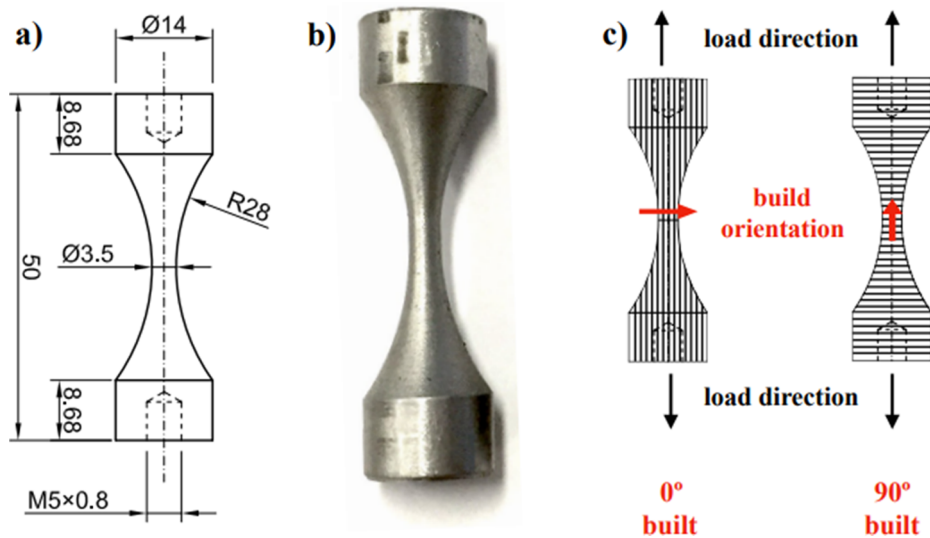 a)
Ø14
8.68
R28
50
Ø3.5
8.68
M5×0.8
b)
c)
load direction
build
orientation
load direction
0º
built
90º
built